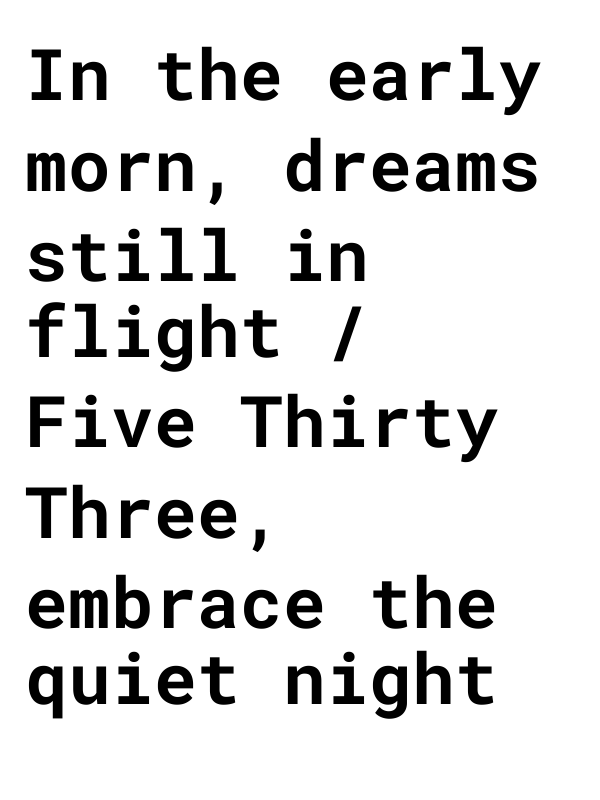 In the early
morn, dreams
still in
flight /
Five Thirty
Three,
embrace the
quiet night